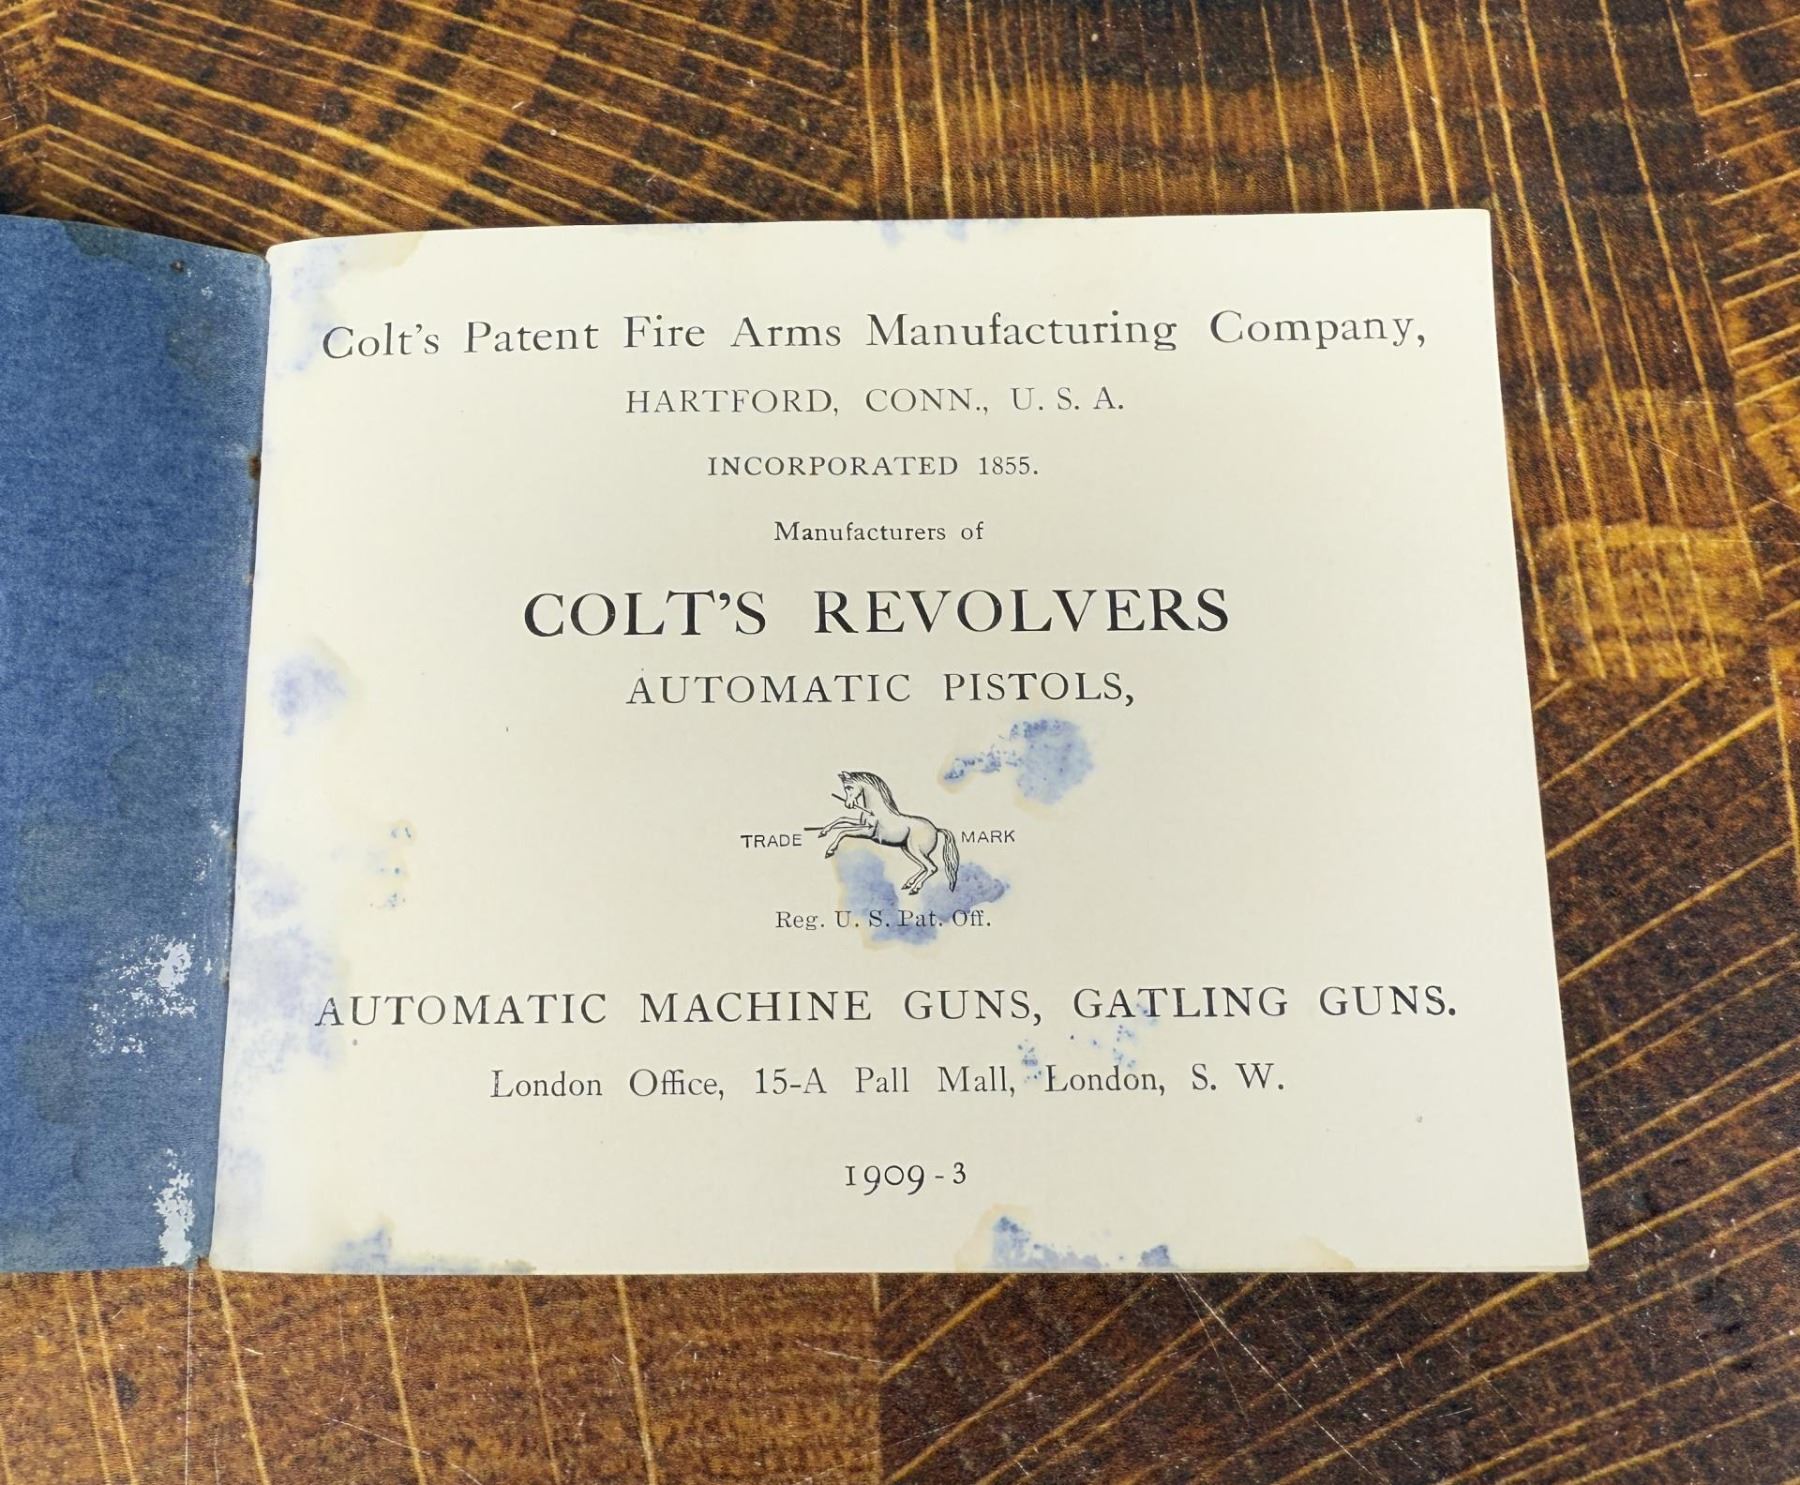 Colt's Patent Fire Arms Manufacturing Company,
HARTFORD, CONN., U. S. A.
INCORPORATED 1855.
Manufacturers of
COLT'S REVOLVERS
AUTOMATIC PISTOLS,
TRADE MARK
Reg. U. S. Pat. Off.
AUTOMATIC MACHINE GUNS, GATLING GUNS.
London Office, 15-A Pall Mall, London, S. W.
1909-3